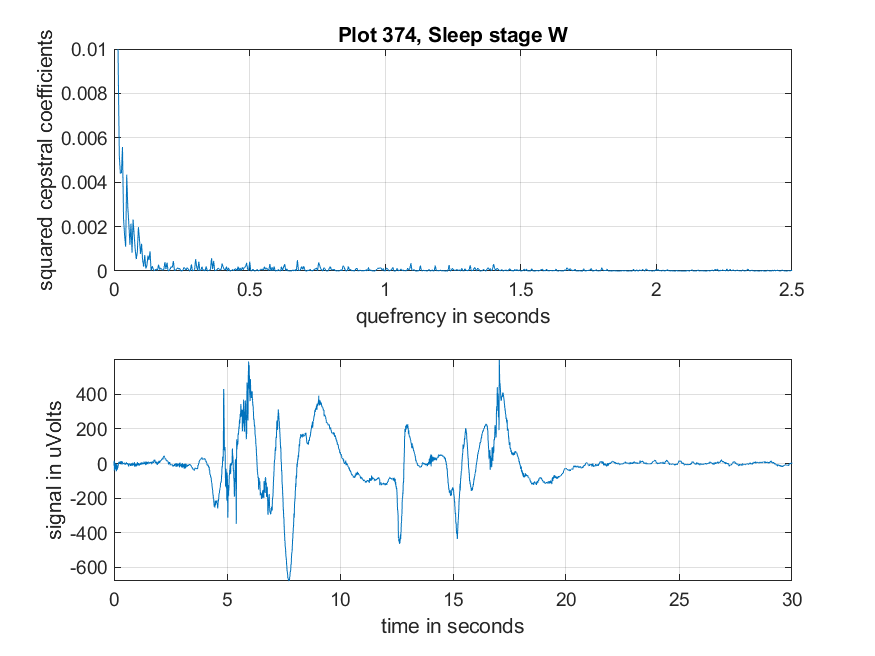 Plot 374, Sleep stage W
squared cepstral coefficients
0.01
0.008
0.006
0.004
0.002
0
0 0.5 1 1.5 2 2.5
quefrency in seconds
signal in uVolts
400
200
0
-200
-400
-600
0 5 10 15 20 25 30
time in seconds